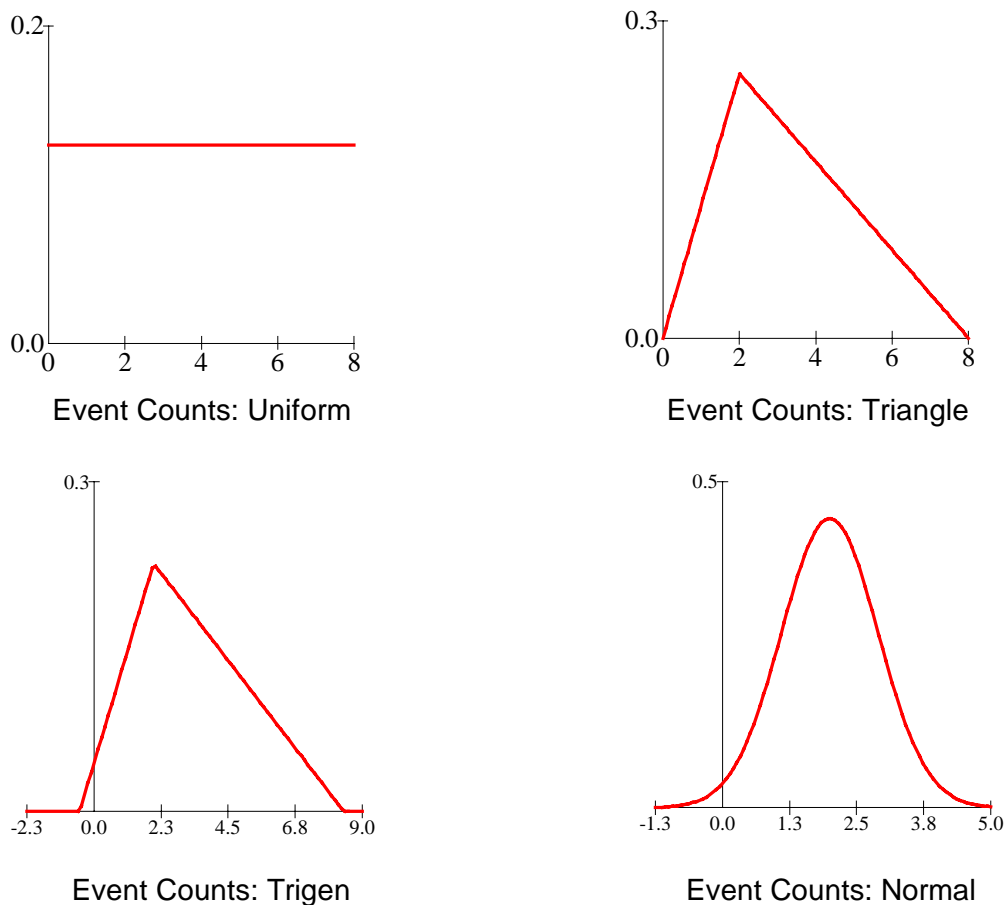 0.2
0.0
0 2 4 6 8
Event Counts: Uniform
0.3
0.0
0 2 4 6 8
Event Counts: Triangle
0.3
-2.3 0.0 2.3 4.5 6.8 9.0
Event Counts: Trigen
0.5
-1.3 0.0 1.3 2.5 3.8 5.0
Event Counts: Normal